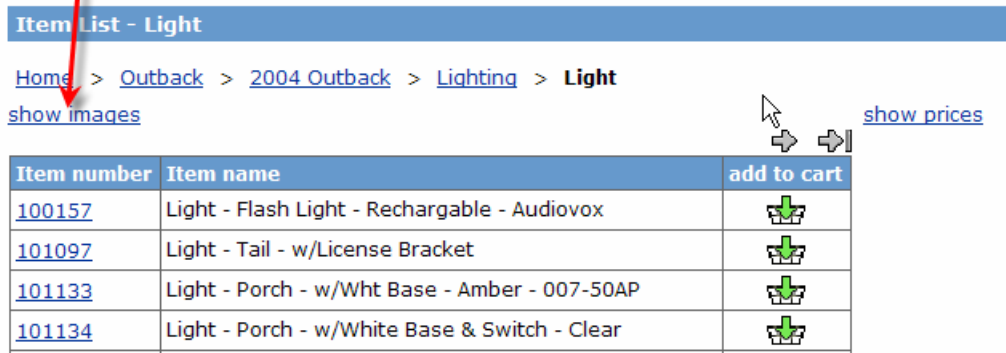 Item List - Light
Home > Outback > 2004 Outback > Lighting > Light
show images show prices
Item number Item name add to cart
100157 Light - Flash Light - Rechargable - Audiovox
101097 Light - Tail - w/License Bracket
101133 Light - Porch - w/Wht Base - Amber - 007-50AP
101134 Light - Porch - w/White Base & Switch - Clear